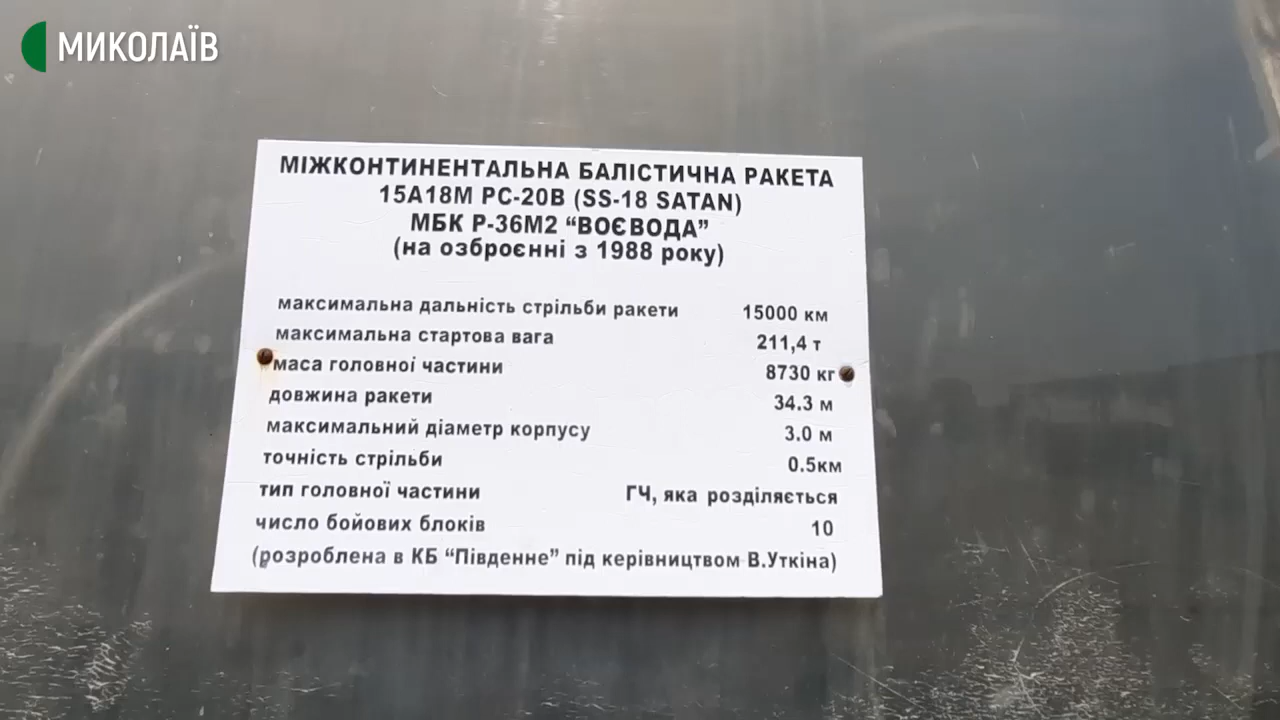 МИКОЛАЇВ
МІЖКОНТИНЕНТАЛЬНА БАЛІСТИЧНА РАКЕТА
15А18М РС-20В (SS-18 SATAN)
МБК Р-36М2 “ВОЄВОДА”
(на озброєнні з 1988 року)
максимальна дальність стрільби ракети 15000 км
максимальна стартова вага 211,4 т
маса головної частини 8730 кг
довжина ракети 34.3 м
максимальний діаметр корпусу 3.0 м
точність стрільби 0.5км
тип головної частини ГЧ, яка розділяється
число бойових блоків 10
(розроблена в КБ “Південне” під керівництвом В.Уткіна)